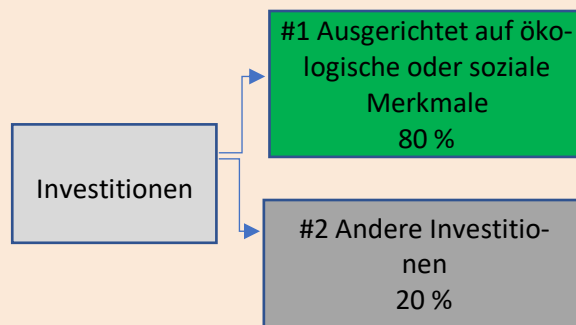 #1 Ausgerichtet auf öko-
logische oder soziale
Merkmale
80 %
Investitionen
#2 Andere Investitio-
nen
20 %